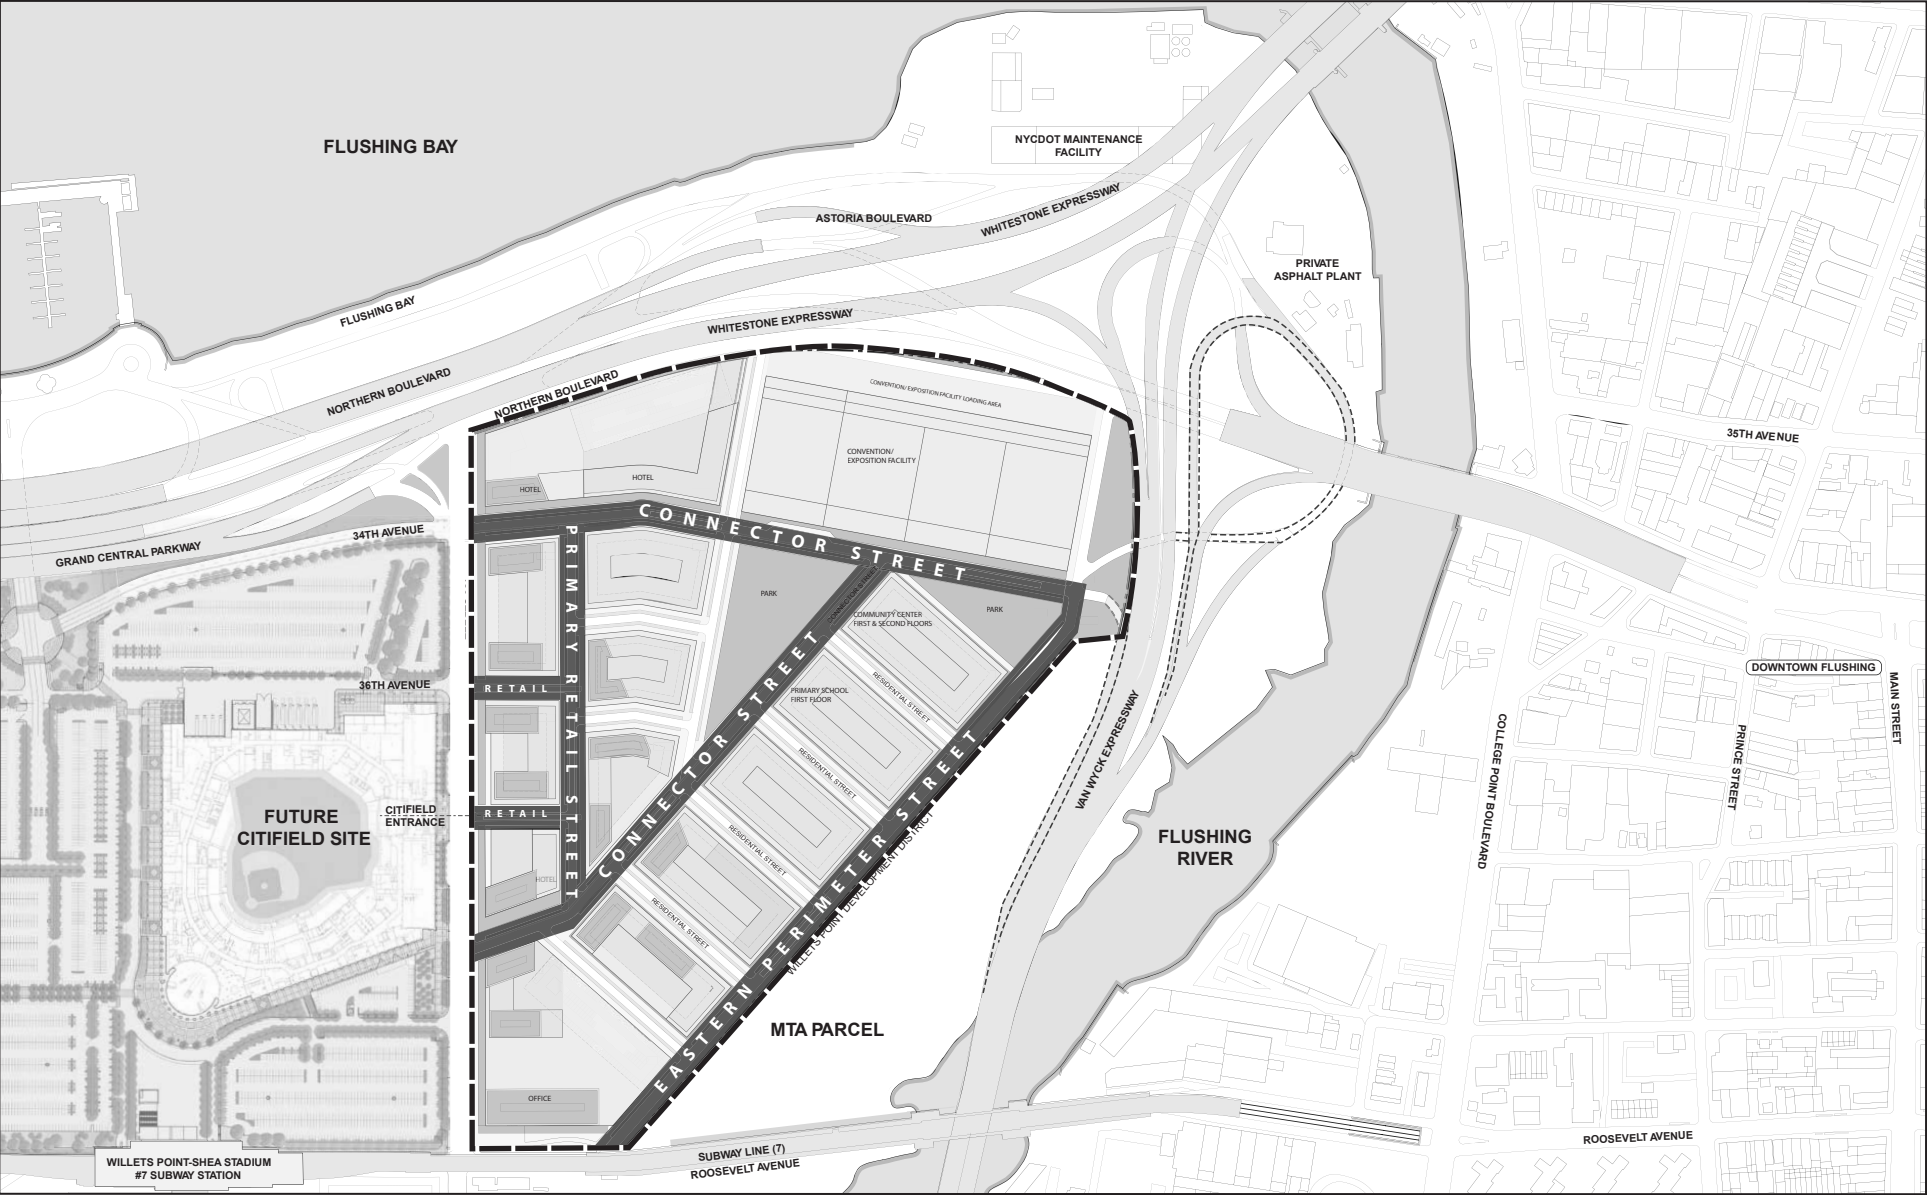 FLUSHING BAY
NYCDOT MAINTENANCE
FACILITY
ASTORIA BOULEVARD
WHITESTONE EXPRESSWAY
PRIVATE
ASPHALT PLANT
FLUSHING BAY
WHITESTONE EXPRESSWAY
NORTHERN BOULEVARD
NORTHERN BOULEVARD
CONVENTION/ EXPOSITION FACILITY LOADING AREA
35TH AVENUE
CONVENTION/
EXPOSITION FACILITY
HOTEL
HOTEL
CONNECTOR STREET
34TH AVENUE
GRAND CENTRAL PARKWAY
PRIMARY RETAIL STREET
PARK
CONNECTOR STREET
COMMUNITY CENTER
FIRST & SECOND FLOORS
PARK
36TH AVENUE
RETAIL
PRIMARY SCHOOL
FIRST FLOOR
RESIDENTIAL STREET
CONNECTOR STREET
DOWNTOWN FLUSHING
MAIN STREET
PRINCE STREET
COLLEGE POINT BOULEVARD
VAN WYCK EXPRESSWAY
RESIDENTIAL STREET
FUTURE
CITIFIELD SITE
CITIFIELD
ENTRANCE
RETAIL
RESIDENTIAL STREET
HOTEL
RESIDENTIAL STREET
EASTERN PERIMETER STREET
WILLETS POINT DEVELOPMENT DISTRICT
FLUSHING
RIVER
MTA PARCEL
OFFICE
WILLETS POINT-SHEA STADIUM
#7 SUBWAY STATION
SUBWAY LINE (7)
ROOSEVELT AVENUE
ROOSEVELT AVENUE